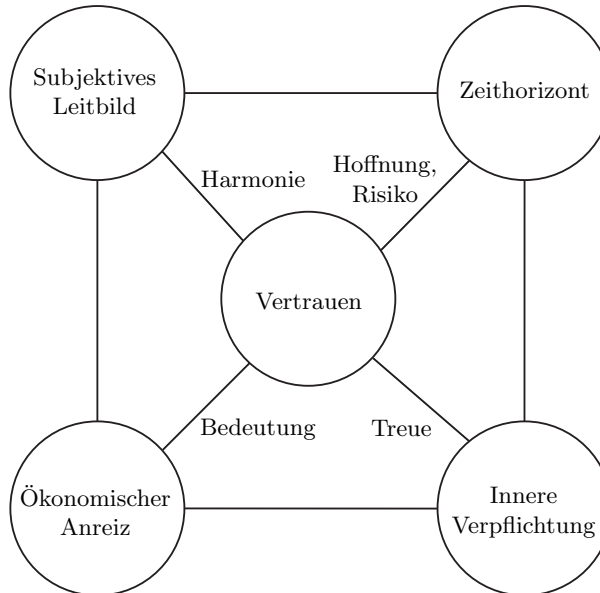 Subjektives
Leitbild
Zeithorizont
Harmonie
Hoffnung,
Risiko
Vertrauen
Bedeutung
Treue
Ökonomischer
Anreiz
Innere
Verpflichtung